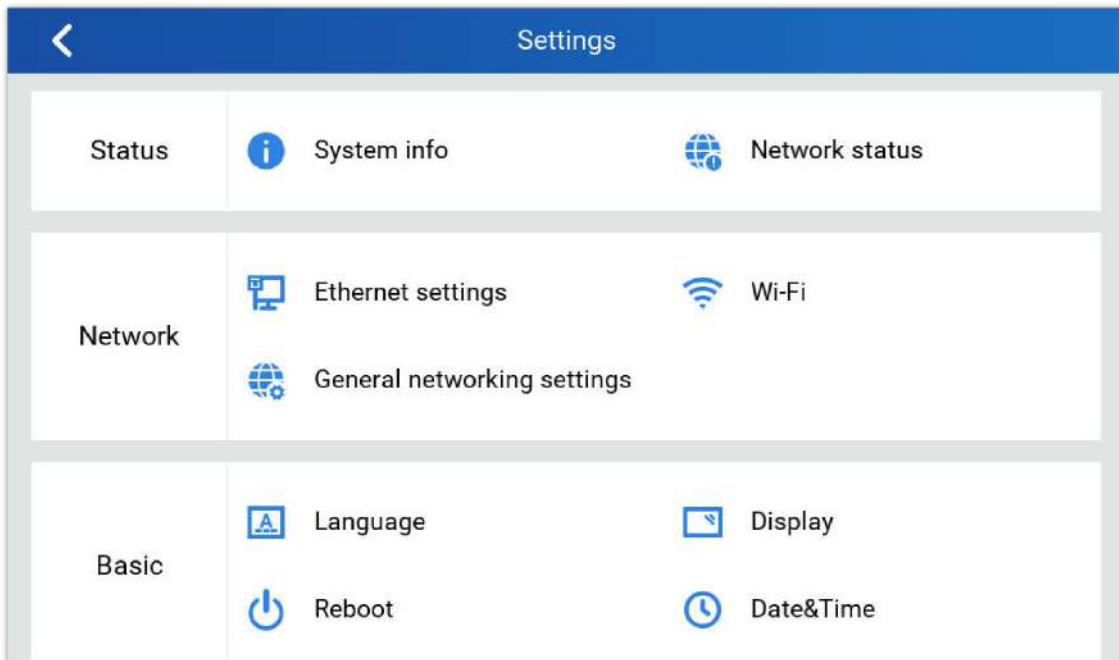 Settings
Status
System info
Network status
Network
Ethernet settings
Wi-Fi
General networking settings
Basic
Language
Display
Reboot
Date&Time